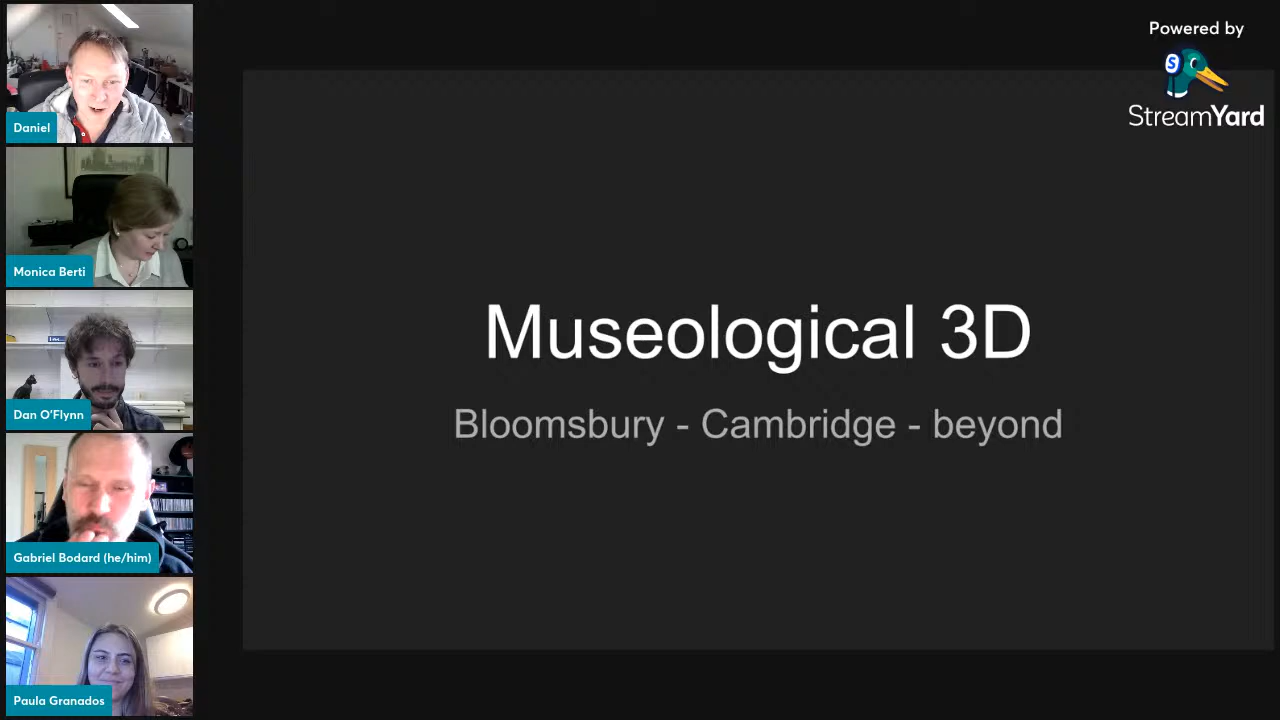 Powered by
StreamYard
Daniel
Monica Berti
Dan O'Flynn
Gabriel Bodard (he/him)
Paula Granados
Museological 3D
Bloomsbury - Cambridge - beyond